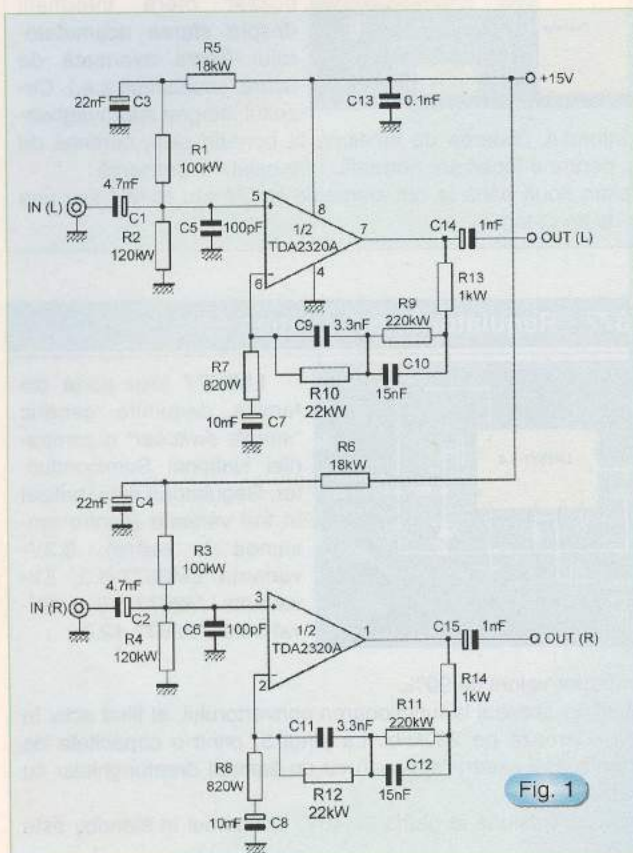 R5
18kW
+15V
22nF
C3
C13
0.1nF
R1
100kW
4.7nF
IN (L)
C1
5
8
C14
1nF
1/2
TDA2320A
7
OUT (L)
R2
120kW
C5
100pF
6
4
R13
1kW
C9
3.3nF
R9
220kW
R7
820W
R10
22kW
C10
15nF
10mF
C7
R6
18kW
22nF
C4
R3
100kW
4.7nF
IN (R)
C2
3
C15
1nF
1/2
TDA2320A
1
OUT (R)
R4
120kW
C6
100pF
2
R14
1kW
C11
3.3nF
R11
220kW
R8
820W
R12
22kW
C12
15nF
10mF
C8
Fig. 1